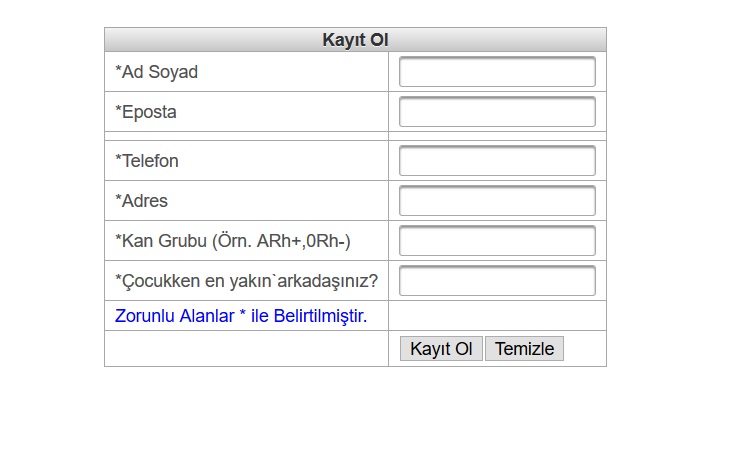 Kayıt Ol
*Ad Soyad
*Eposta
*Telefon
*Adres
*Kan Grubu (Örn. ARh+,0Rh-)
*Çocukken en yakın`arkadaşınız?
Zorunlu Alanlar * ile Belirtilmiştir.
Kayıt Ol Temizle